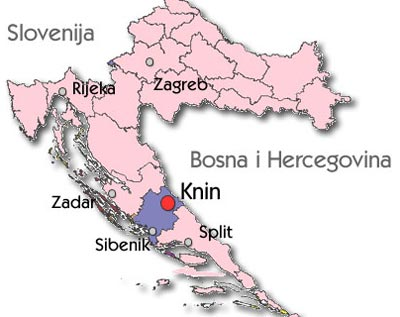 Slovenija
Rijeka
Zagreb
Bosna i Hercegovina
Knin
Zadar
Sibenik
Split